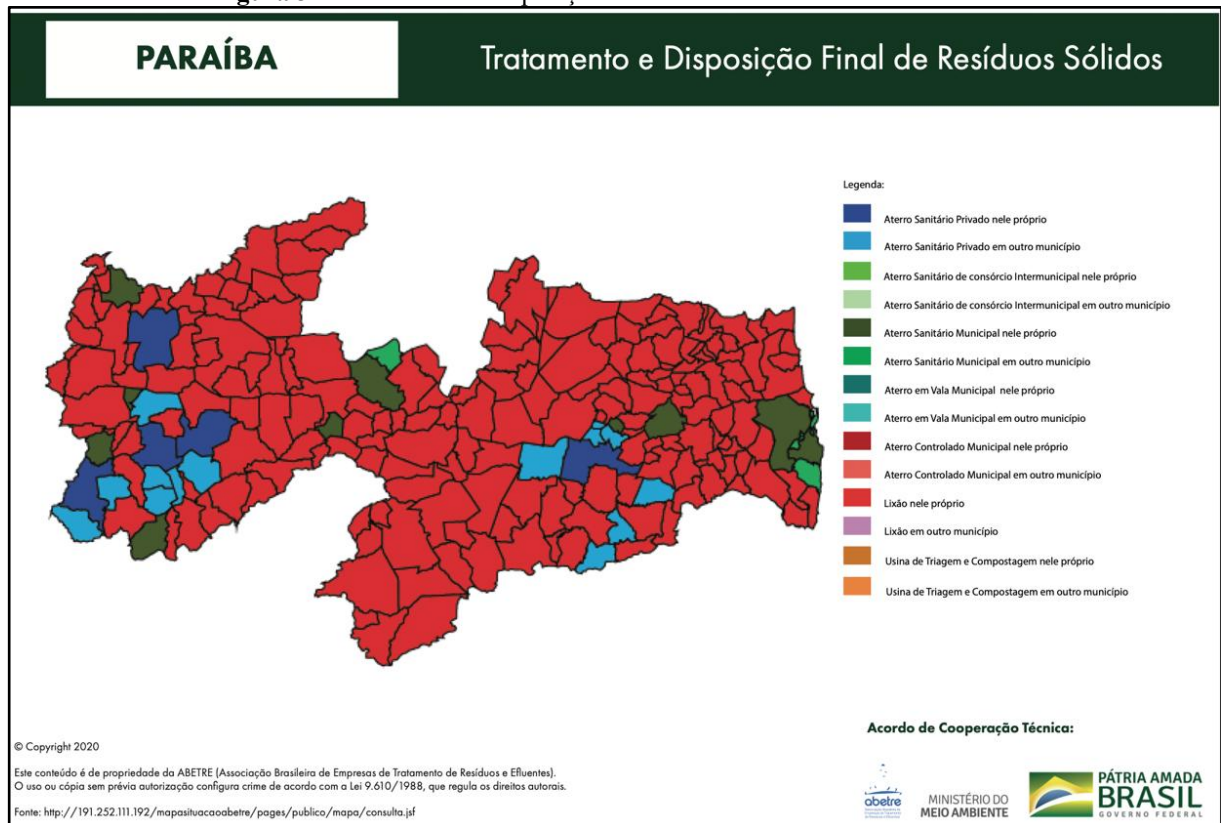 PARAÍBA
Tratamento e Disposição Final de Resíduos Sólidos
Legenda:
Aterro Sanitário Privado nele próprio
Aterro Sanitário Privado em outro município
Aterro Sanitário de consórcio Intermunicipal nele próprio
Aterro Sanitário de consórcio Intermunicipal em outro município
Aterro Sanitário Municipal nele próprio
Aterro Sanitário Municipal em outro município
Aterro em Vala Municipal nele próprio
Aterro em Vala Municipal em outro município
Aterro Controlado Municipal nele próprio
Aterro Controlado Municipal em outro município
Lixão nele próprio
Lixão em outro município
Usina de Triagem e Compostagem nele próprio
Usina de Triagem e Compostagem em outro município
Acordo de Cooperação Técnica:
© Copyright 2020
Este conteúdo é de propriedade da ABETRE (Associação Brasileira de Empresas de Tratamento de Resíduos e Efluentes).
O uso ou cópia sem prévia autorização configura crime de acordo com a Lei 9.610/1988, que regula os direitos autorais.
Fonte: http://191.252.111.192/mapasituacaoabetre/pages/publico/mapa/consulta.jsf
abetre
MINISTÉRIO DO
MEIO AMBIENTE
PÁTRIA AMADA
BRASIL
GOVERNO FEDERAL